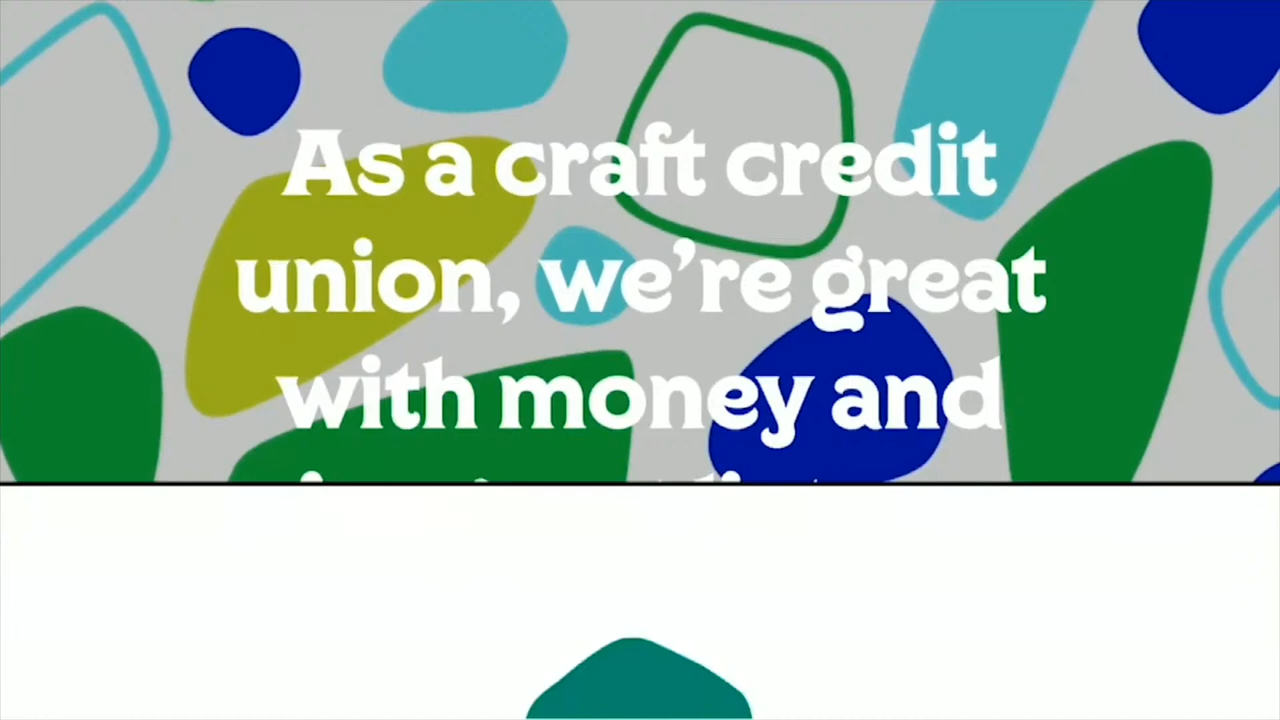 As a craft credit
union, we’re great
with money and